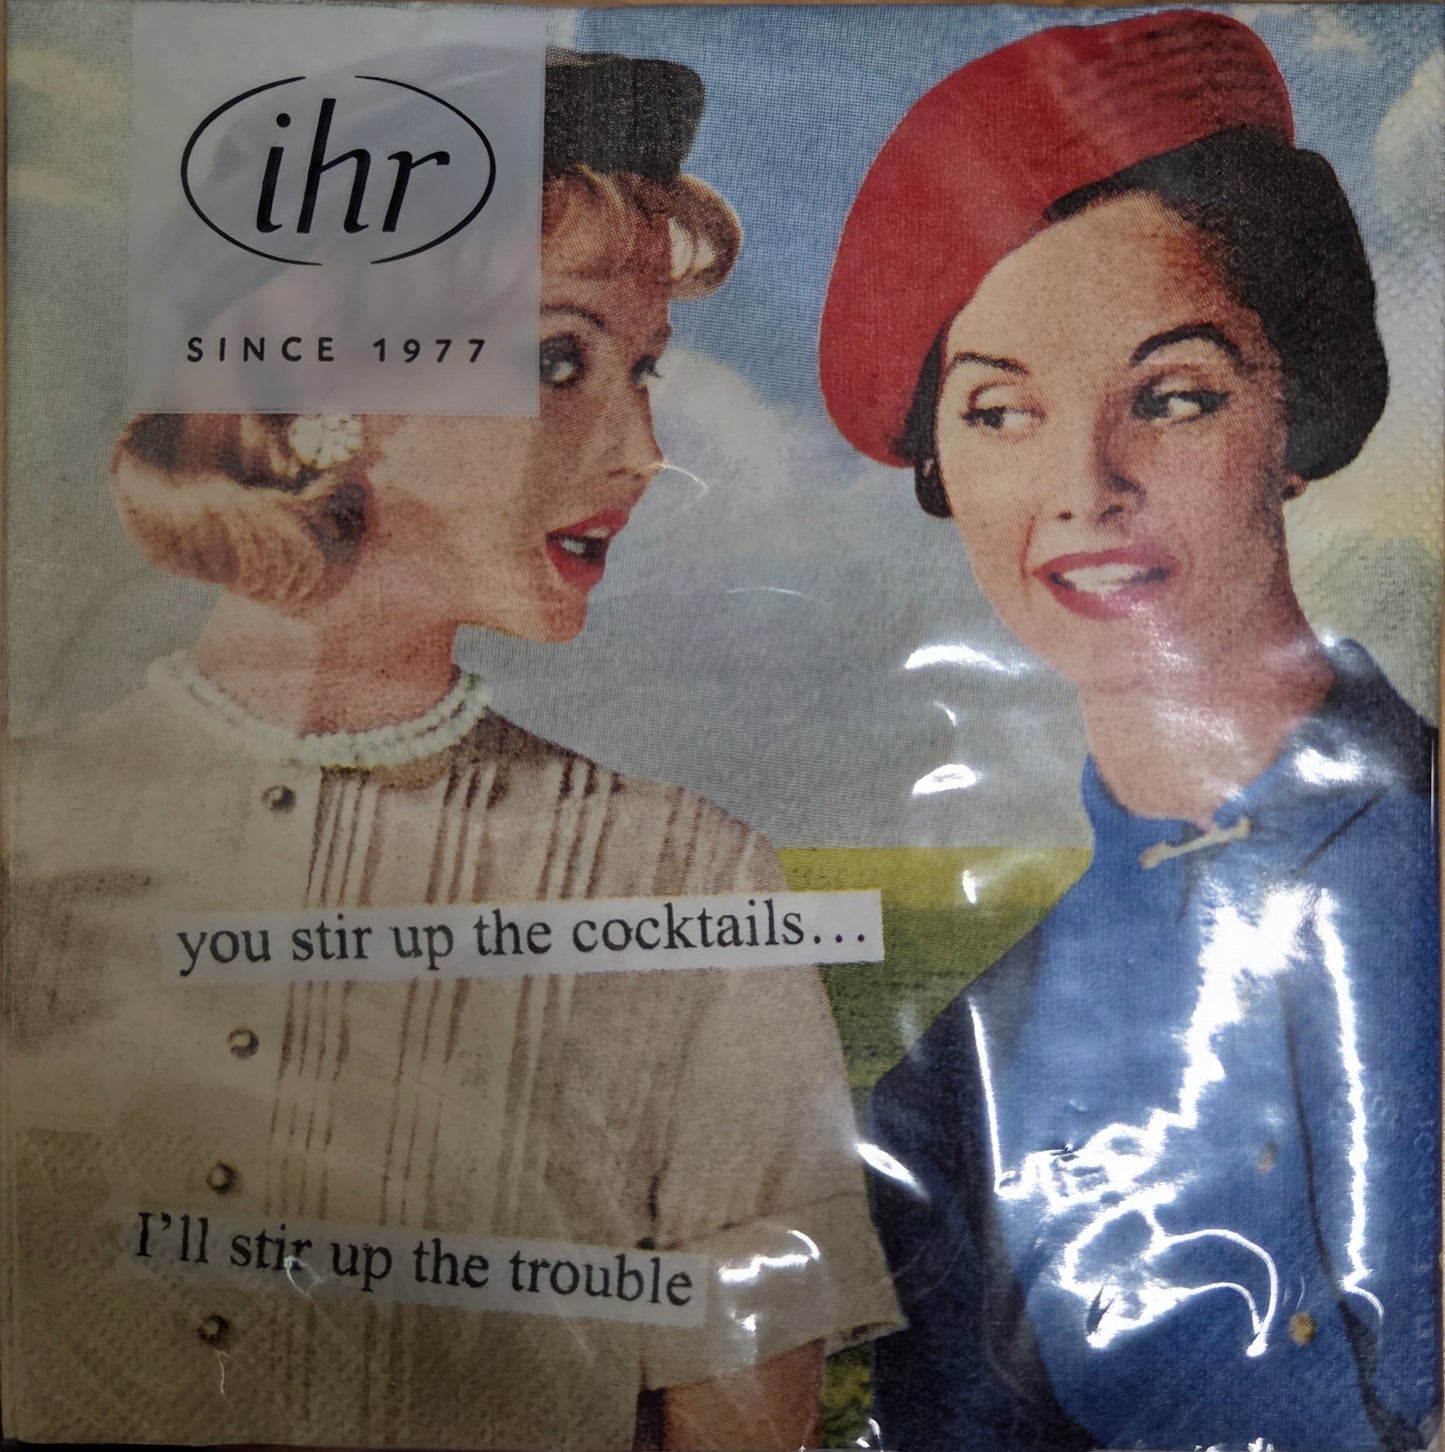 ihr
SINCE 1977
you stir up the cocktails...
I'll stir up the trouble